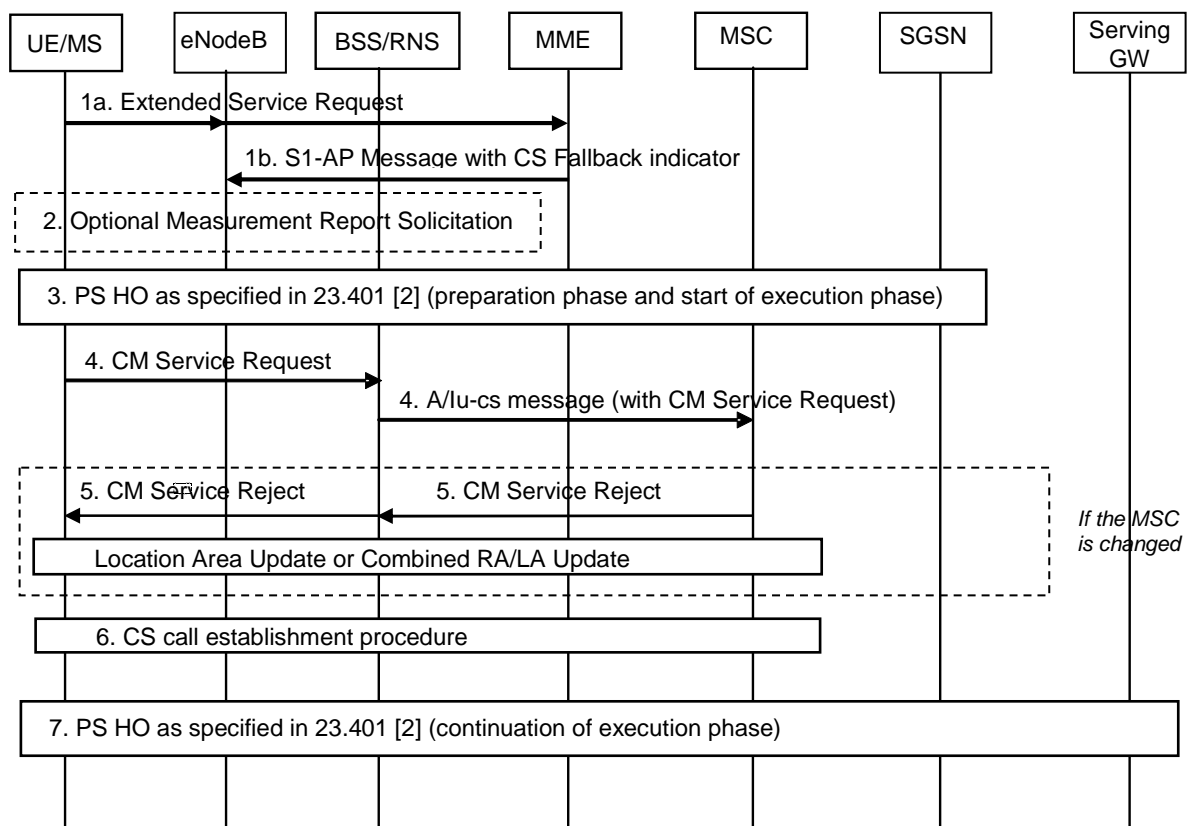 UE/MS
eNodeB
BSS/RNS
MME
MSC
SGSN
Serving
GW
1a. Extended Service Request
1b. S1-AP Message with CS Fallback indicator
2. Optional Measurement Report Solicitation
3. PS HO as specified in 23.401 [2] (preparation phase and start of execution phase)
4. CM Service Request
4. A/Iu-cs message (with CM Service Request)
5. CM Service Reject
5. CM Service Reject
If the MSC
is changed
Location Area Update or Combined RA/LA Update
6. CS call establishment procedure
7. PS HO as specified in 23.401 [2] (continuation of execution phase)